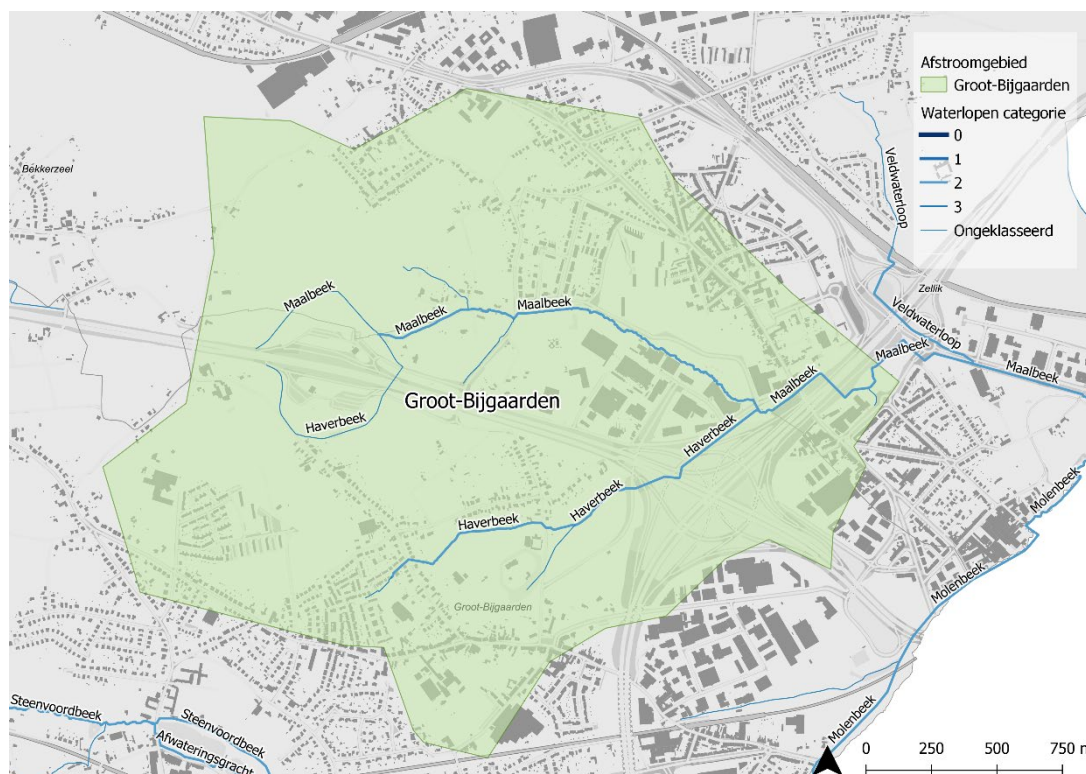 Afstroomgebied
Groot-Bijgaarden
Waterlopen categorie
0
1
2
3
Ongeklasseerd
Bekkerzeel
Veldwaterloop
Zellik
Veldwaterloop
Maalbeek
Maalbeek
Maalbeek
Maalbeek
Maalbeek
Maalbeek
Groot-Bijgaarden
Haverbeek
Haverbeek
Haverbeek
Haverbeek
Groot-Bijgaarden
Molenbeek
Molenbeek
Molenbeek
Steenvoordbeek
Steenvoordbeek
Afwateringsgracht
0 250 500 750 m